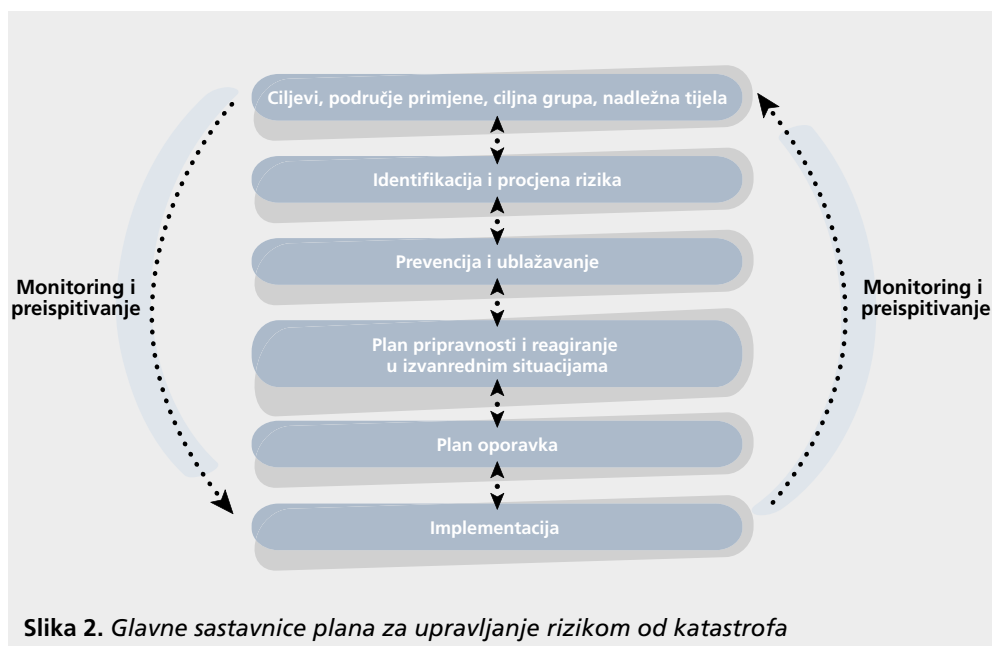 Ciljevi, područje primjene, ciljna grupa, nadležna tijela
Identifikacija i procjena rizika
Prevencija i ublažavanje
Monitoring i
preispitivanje
Monitoring i
preispitivanje
Plan pripravnosti i reagiranje
u izvanrednim situacijama
Plan oporavka
Implementacija
Slika 2. Glavne sastavnice plana za upravljanje rizikom od katastrofa